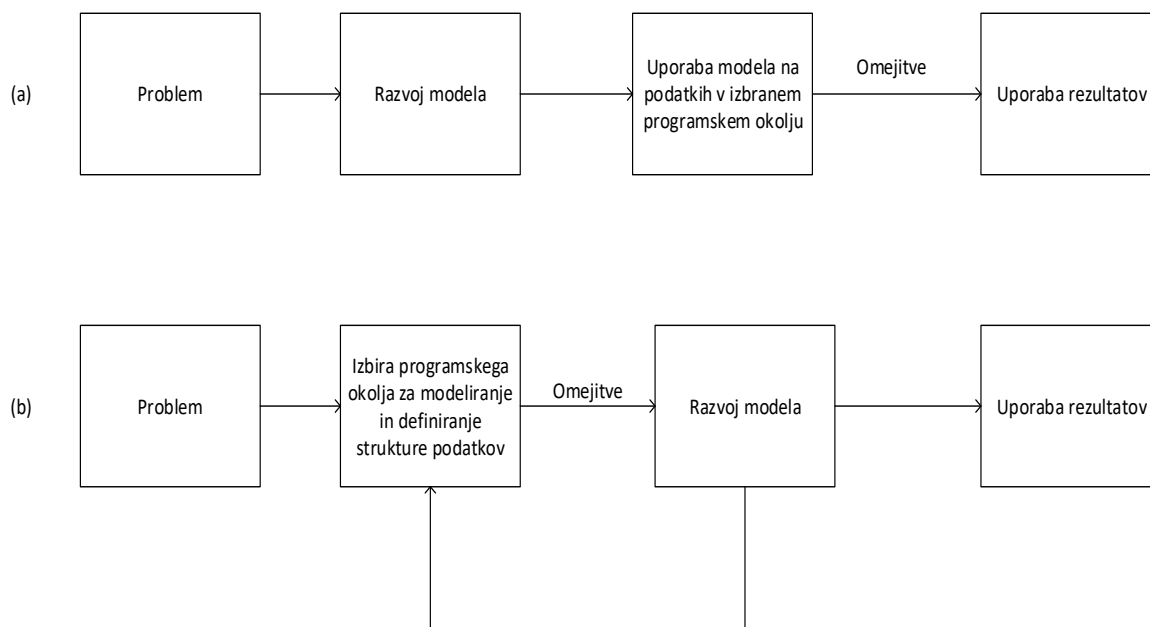 (a)
Problem
Razvoj modela
Uporaba modela na
podatkih v izbranem
programskem okolju
Omejitve
Uporaba rezultatov
(b)
Problem
Izbira programskega
okolja za modeliranje
in definiranje
strukture podatkov
Omejitve
Razvoj modela
Uporaba rezultatov